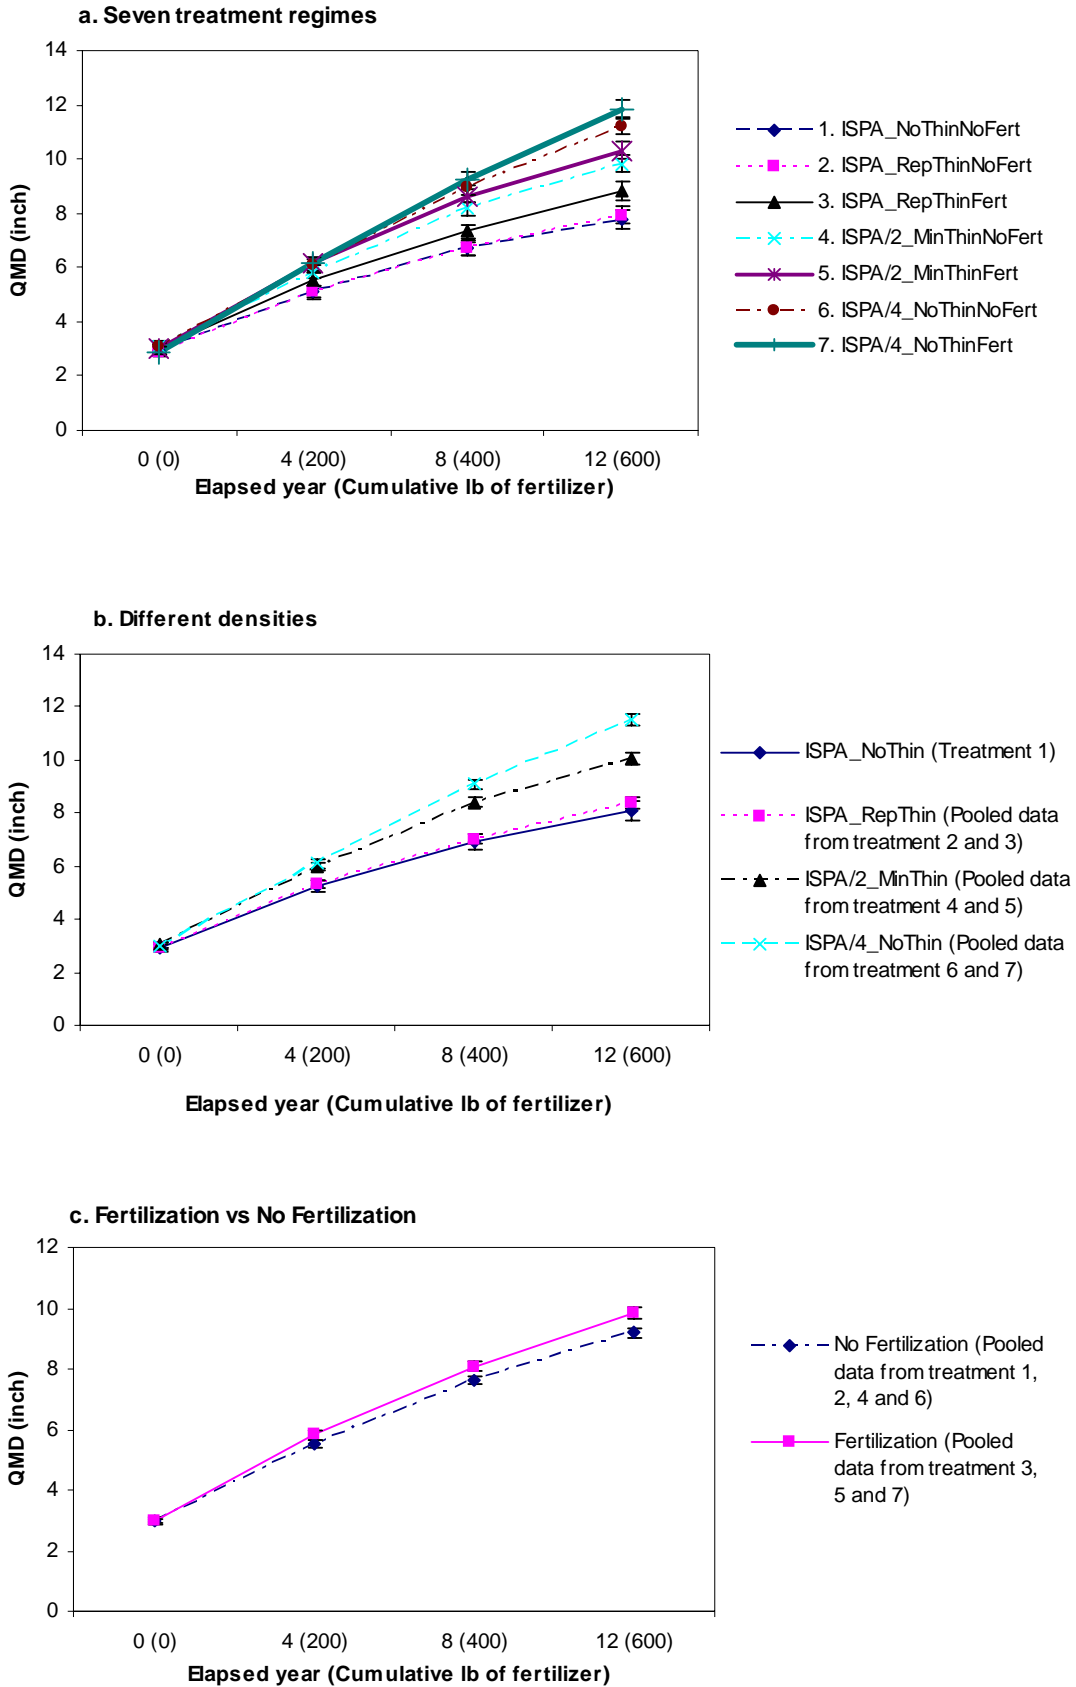 a. Seven treatment regimes
14
12
10
8
6
4
2
0
QMD (inch)
0 (0)
4 (200)
8 (400)
12 (600)
Elapsed year (Cumulative lb of fertilizer)
1. ISPA_NoThinNoFert
2. ISPA_RepThinNoFert
3. ISPA_RepThinFert
4. ISPA/2_MinThinNoFert
5. ISPA/2_MinThinFert
6. ISPA/4_NoThinNoFert
7. ISPA/4_NoThinFert
b. Different densities
14
12
10
8
6
4
2
0
QMD (inch)
0 (0)
4 (200)
8 (400)
12 (600)
Elapsed year (Cumulative lb of fertilizer)
ISPA_NoThin (Treatment 1)
ISPA_RepThin (Pooled data
from treatment 2 and 3)
ISPA/2_MinThin (Pooled data
from treatment 4 and 5)
ISPA/4_NoThin (Pooled data
from treatment 6 and 7)
c. Fertilization vs No Fertilization
12
10
8
6
4
2
0
QMD (inch)
0 (0)
4 (200)
8 (400)
12 (600)
Elapsed year (Cumulative lb of fertilizer)
No Fertilization (Pooled
data from treatment 1,
2, 4 and 6)
Fertilization (Pooled
data from treatment 3,
5 and 7)